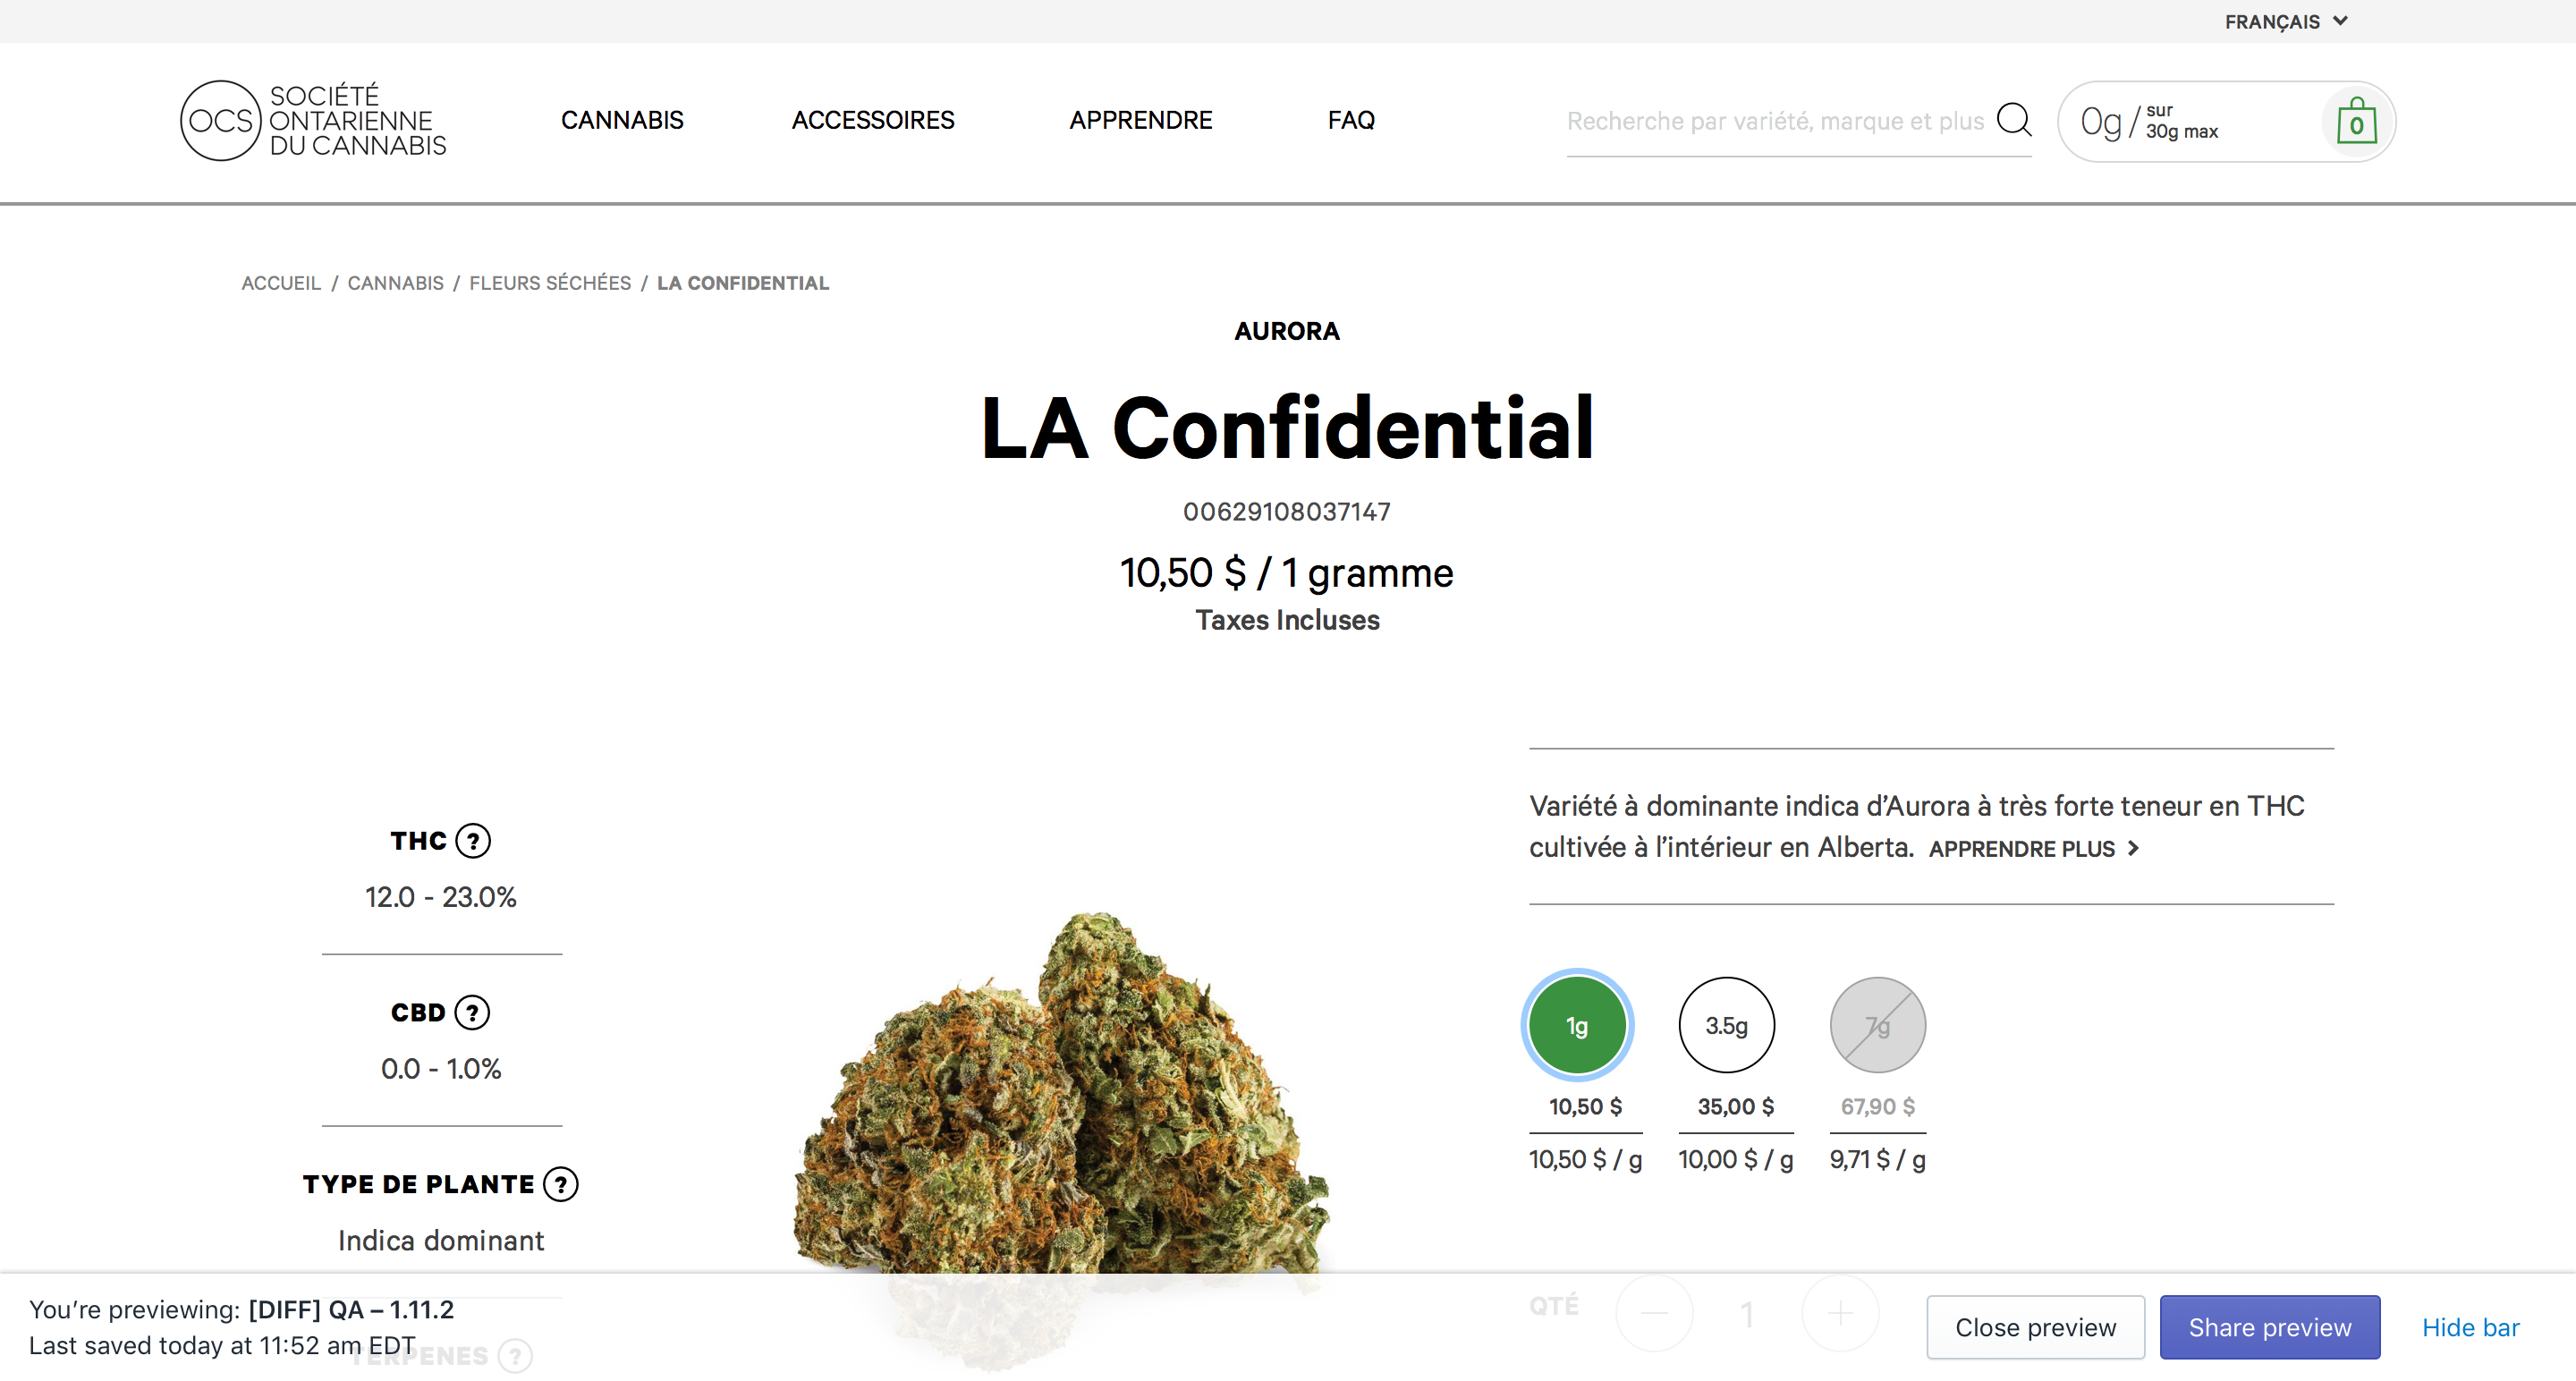 FRANÇAIS
OCS
SOCIÉTÉ
ONTARIENNE
DU CANNABIS
CANNABIS
ACCESSOIRES
APPRENDRE
FAQ
Recherche par variété, marque et plus
0g / sur
30g max
0
ACCUEIL / CANNABIS / FLEURS SÉCHÉES / LA CONFIDENTIAL
AURORA
LA Confidential
00629108037147
10,50 $ / 1 gramme
Taxes Incluses
THC ?
12.0 - 23.0%
CBD ?
0.0 - 1.0%
TYPE DE PLANTE ?
Indica dominant
TERPENES ?
Variété à dominante indica d’Aurora à très forte teneur en THC
cultivée à l’intérieur en Alberta. APPRENDRE PLUS
1g
3.5g
7g
10,50 $
35,00 $
67,90 $
10,50 $ / g
10,00 $ / g
9,71 $ / g
QTÉ
1
You’re previewing: [DIFF] QA – 1.11.2
Last saved today at 11:52 am EDT
Close preview
Share preview
Hide bar